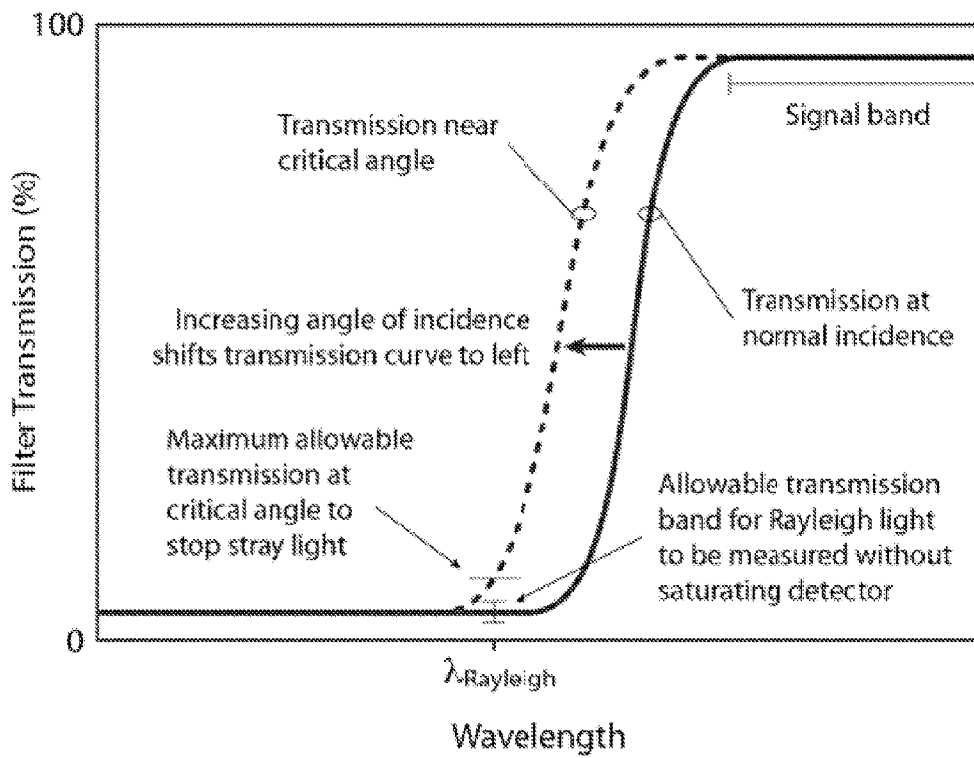 100
Transmission near
critical angle
Signal band
Filter Transmission (%)
Increasing angle of incidence
shifts transmission curve to left
Transmission at
normal incidence
Maximum allowable
transmission at
critical angle to
stop stray light
Allowable transmission
band for Rayleigh light
to be measured without
saturating detector
0
λ-Rayleigh
Wavelength